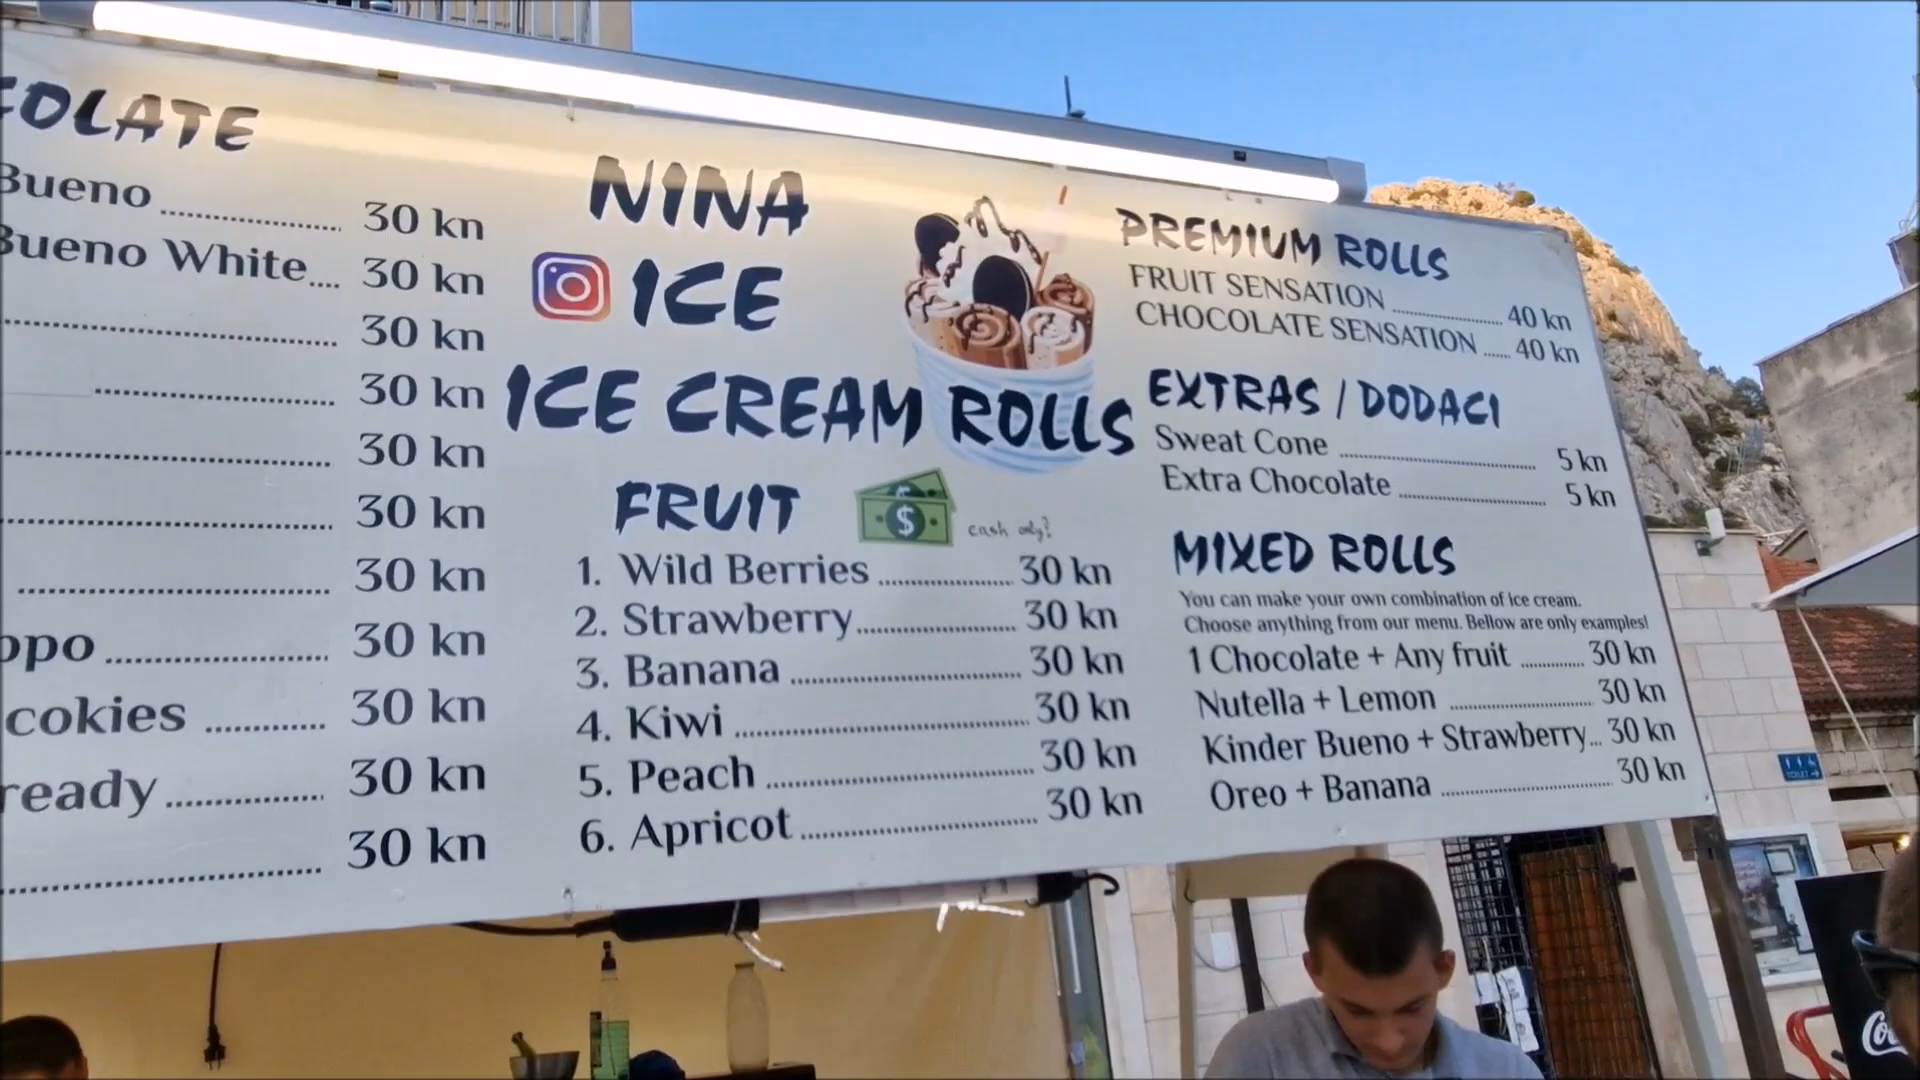 Bueno 30 kn
Bueno White.... 30 kn
30 kn
30 kn
30 kn
30 kn
30 kn
30 kn
cokies 30 kn
ready 30 kn
30 kn
NINA
ICE
ICE CREAM ROLLS
FRUIT
$
cash only!
1. Wild Berries 30 kn
2. Strawberry 30 kn
3. Banana 30 kn
4. Kiwi 30 kn
5. Peach 30 kn
6. Apricot 30 kn
PREMIUM ROLLS
FRUIT SENSATION 40 kn
CHOCOLATE SENSATION 40 kn
EXTRAS / DODACI
Sweat Cone 5 kn
Extra Chocolate 5 kn
MIXED ROLLS
You can make your own combination of ice cream.
Choose anything from our menu. Bellow are only examples!
1 Chocolate + Any fruit 30 kn
Nutella + Lemon 30 kn
Kinder Bueno + Strawberry... 30 kn
Oreo + Banana 30 kn
TOILET